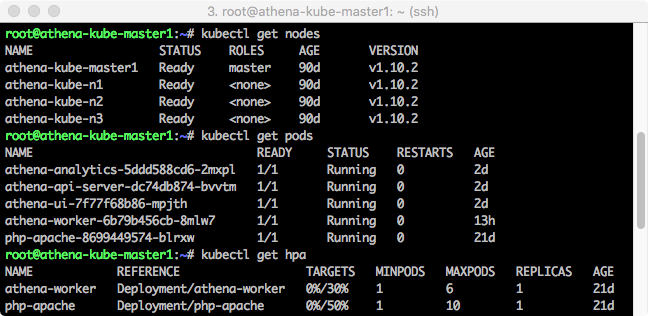 3. root@athena-kube-master1: ~ (ssh)
root@athena-kube-master1:~# kubectl get nodes
NAME STATUS ROLES AGE VERSION
athena-kube-master1 Ready master 90d v1.10.2
athena-kube-n1 Ready <none> 90d v1.10.2
athena-kube-n2 Ready <none> 90d v1.10.2
athena-kube-n3 Ready <none> 90d v1.10.2
root@athena-kube-master1:~# kubectl get pods
NAME READY STATUS RESTARTS AGE
athena-analytics-5ddd588cd6-2mxpl 1/1 Running 0 2d
athena-api-server-dc74db874-bvvtm 1/1 Running 0 2d
athena-ui-7f77f68b86-mpjth 1/1 Running 0 2d
athena-worker-6b79b456cb-8mlw7 1/1 Running 0 13h
php-apache-8699449574-blrxw 1/1 Running 0 21d
root@athena-kube-master1:~# kubectl get hpa
NAME REFERENCE TARGETS MINPODS MAXPODS REPLICAS AGE
athena-worker Deployment/athena-worker 0%/30% 1 6 1 21d
php-apache Deployment/php-apache 0%/50% 1 10 1 21d